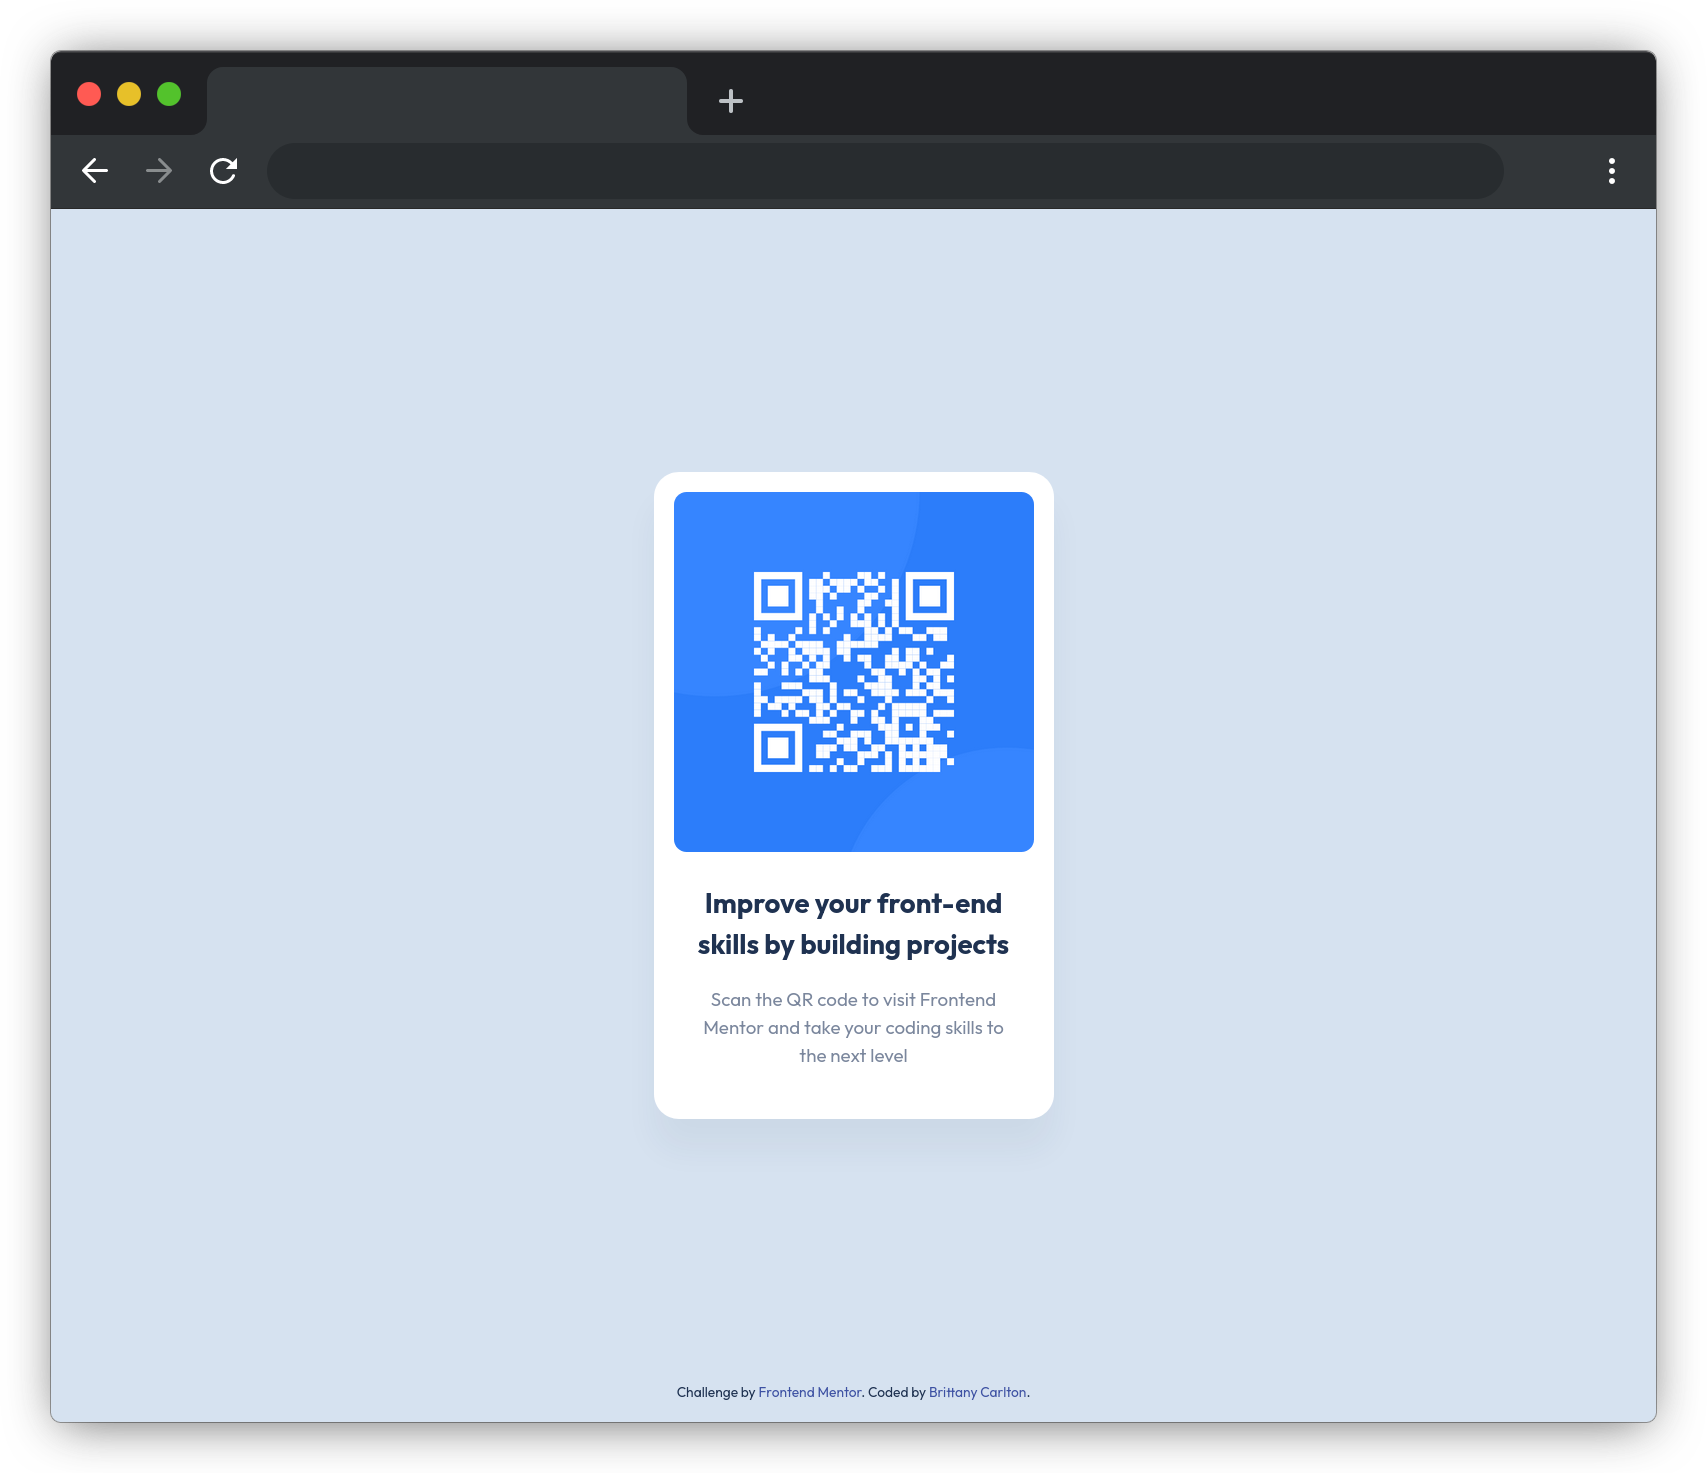 Improve your front-end
skills by building projects
Scan the QR code to visit Frontend
Mentor and take your coding skills to
the next level
Challenge by Frontend Mentor. Coded by Brittany Carlton.